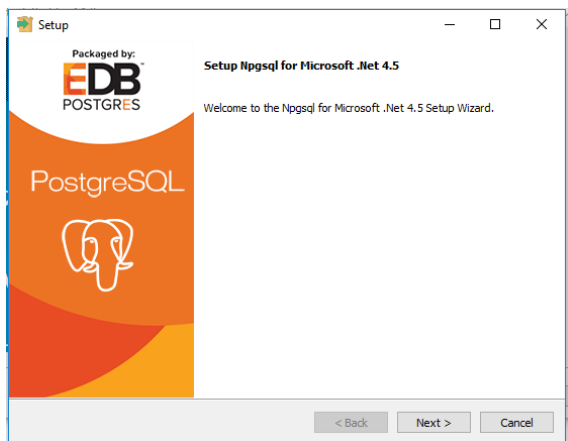 Setup
Packaged by:
EDB
POSTGRES
Setup Npgsql for Microsoft .Net 4.5
Welcome to the Npgsql for Microsoft .Net 4.5 Setup Wizard.
PostgreSQL
< Back
Next >
Cancel